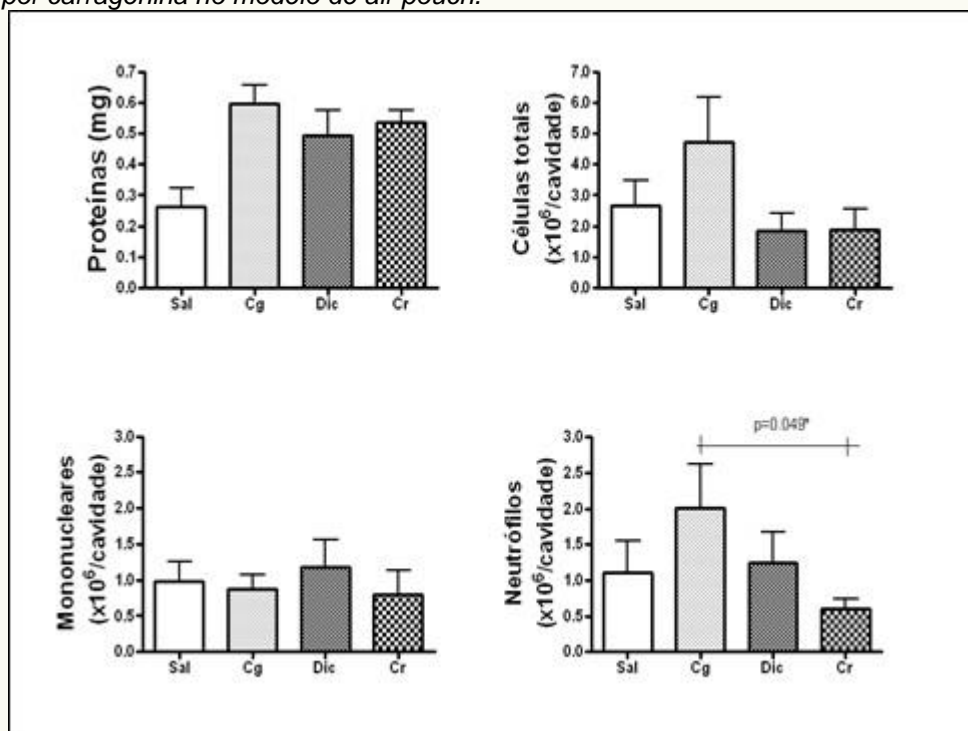 por carragenina no modelo de air pouch.
Proteínas (mg)
0.7
0.6
0.5
0.4
0.3
0.2
0.1
0.0
Sal Cg Dic Cr
Células totais
(x10⁶/cavidade)
7.0
6.0
5.0
4.0
3.0
2.0
1.0
0.0
Sal Cg Dic Cr
Mononucleares
(x10⁶/cavidade)
3.0
2.5
2.0
1.5
1.0
0.5
0.0
Sal Cg Dic Cr
Neutrófilos
(x10⁶/cavidade)
3.0
2.5
2.0
1.5
1.0
0.5
0.0
p=0.049*
Sal Cg Dic Cr